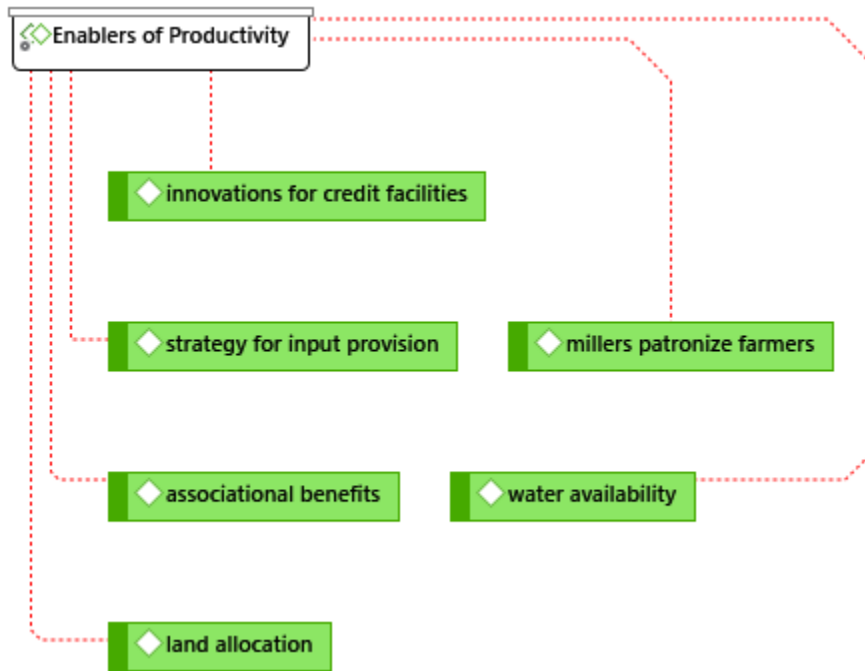 Enablers of Productivity
innovations for credit facilities
strategy for input provision
millers patronize farmers
associational benefits
water availability
land allocation